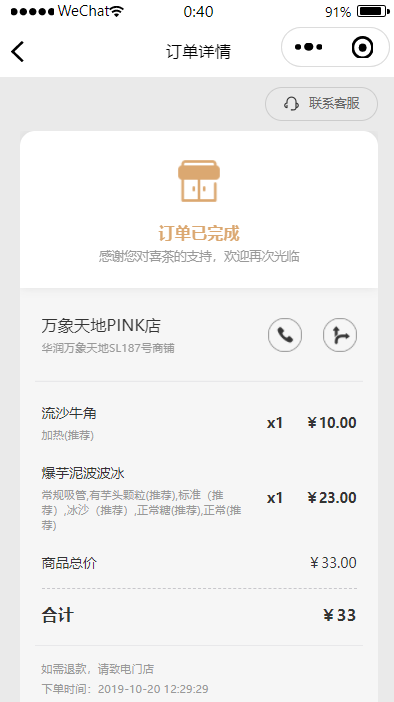 WeChat 0:40 91%
订单详情
联系客服
订单已完成
感谢您对喜茶的支持，欢迎再次光临
万象天地PINK店
华润万象天地SL187号商铺
流沙牛角
加热(推荐)
x1 ￥10.00
爆芋泥波波冰
常规吸管,有芋头颗粒(推荐),标准（推
荐）,冰沙（推荐）,正常糖(推荐),正常(推
荐)
x1 ￥23.00
商品总价 ￥33.00
合计 ￥33
如需退款，请致电门店
下单时间：2019-10-20 12:29:29